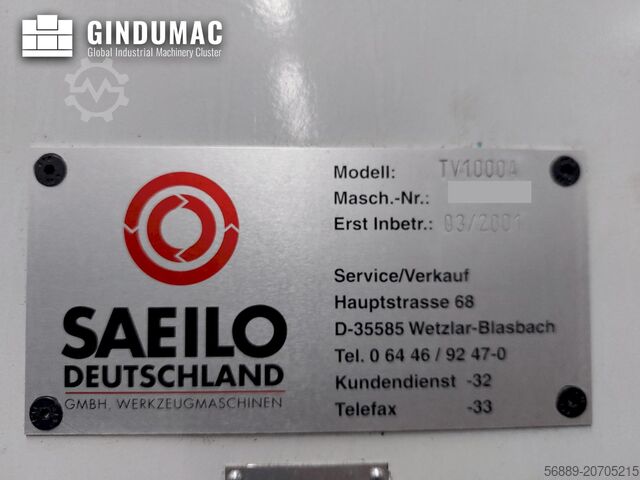 GINDUMAC
Global Industrial Machinery Cluster
Modell: TV1000A
Masch.-Nr.:
Erst Inbetr.: 03/2001
SAEILO
DEUTSCHLAND
GMBH, WERKZEUGMASCHINEN
Service/Verkauf
Hauptstrasse 68
D-35585 Wetzlar-Blasbach
Tel. 0 64 46 / 92 47-0
Kundendienst -32
Telefax -33
56889-20705215